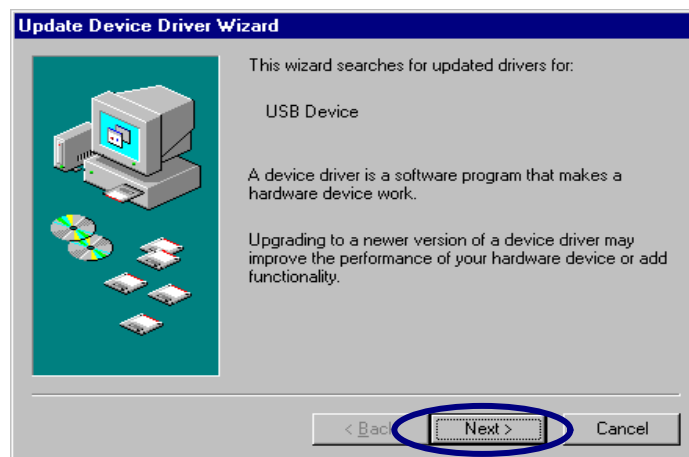 Update Device Driver Wizard
This wizard searches for updated drivers for:
USB Device
A device driver is a software program that makes a
hardware device work.
Upgrading to a newer version of a device driver may
improve the performance of your hardware device or add
functionality.
< Back Next > Cancel